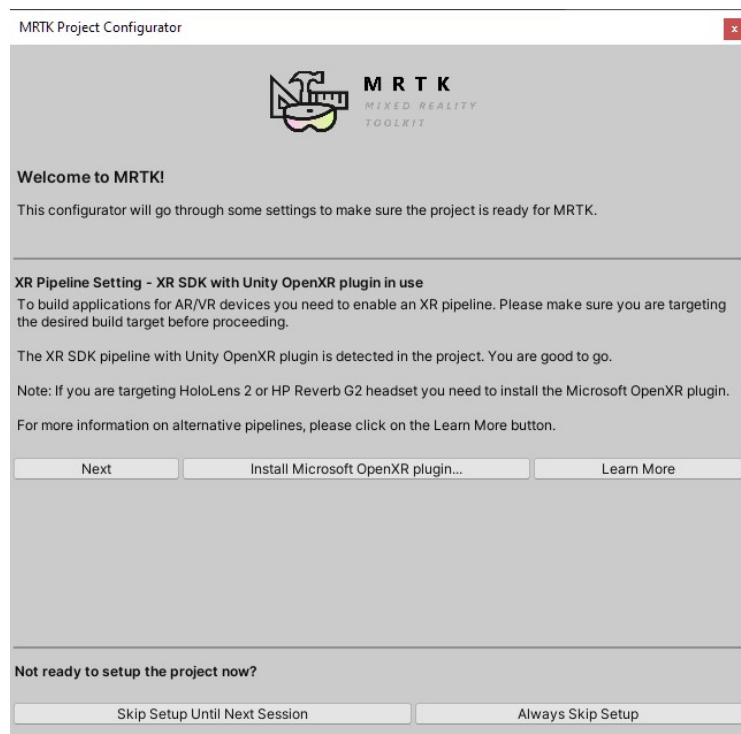 MRTK Project Configurator
x
MRTK
MIXED REALITY
TOOLKIT
Welcome to MRTK!
This configurator will go through some settings to make sure the project is ready for MRTK.
XR Pipeline Setting - XR SDK with Unity OpenXR plugin in use
To build applications for AR/VR devices you need to enable an XR pipeline. Please make sure you are targeting
the desired build target before proceeding.
The XR SDK pipeline with Unity OpenXR plugin is detected in the project. You are good to go.
Note: If you are targeting HoloLens 2 or HP Reverb G2 headset you need to install the Microsoft OpenXR plugin.
For more information on alternative pipelines, please click on the Learn More button.
Next
Install Microsoft OpenXR plugin...
Learn More
Not ready to setup the project now?
Skip Setup Until Next Session
Always Skip Setup